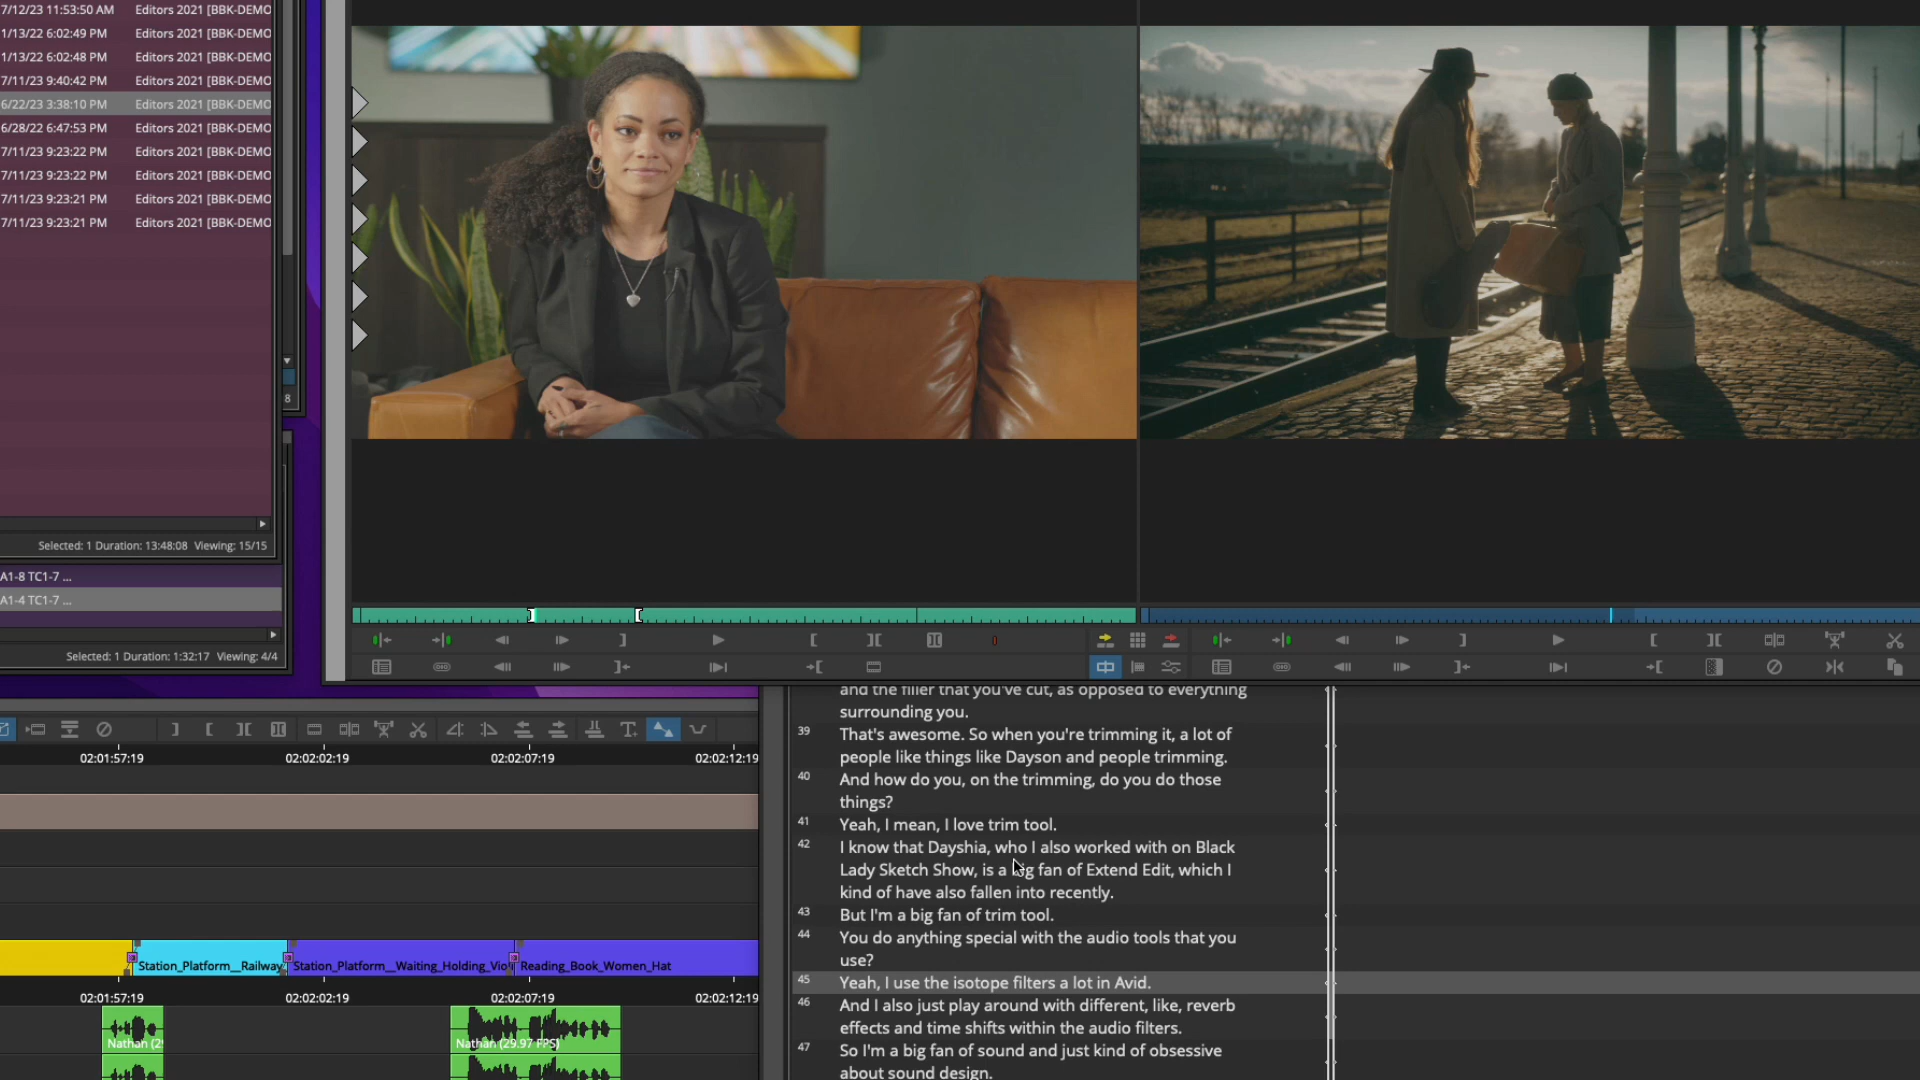 7/12/23 11:53:50 AM Editors 2021 [BBK-DEMO
1/13/22 6:02:49 PM Editors 2021 [BBK-DEMO
1/13/22 6:02:48 PM Editors 2021 [BBK-DEMO
7/11/23 9:40:42 PM Editors 2021 [BBK-DEMO
6/22/23 3:38:10 PM Editors 2021 [BBK-DEMO
6/28/22 6:47:53 PM Editors 2021 [BBK-DEMO
7/11/23 9:23:22 PM Editors 2021 [BBK-DEMO
7/11/23 9:23:22 PM Editors 2021 [BBK-DEMO
7/11/23 9:23:21 PM Editors 2021 [BBK-DEMO
7/11/23 9:23:21 PM Editors 2021 [BBK-DEMO
8
Selected: 1 Duration: 13:48:08 Viewing: 15/15
A1-8 TC1-7 ...
A1-4 TC1-7 ...
Selected: 1 Duration: 1:32:17 Viewing: 4/4
02:01:57:19 02:02:02:19 02:02:07:19 02:02:12:19
Station_Platform__Railway Station_Platform__Waiting_Holding_Vio Reading_Book_Women_Hat
02:01:57:19 02:02:02:19 02:02:07:19 02:02:12:19
Nathan (29 Nathan (29.97 FPS)
and the filler that you've cut, as opposed to everything
surrounding you.
39 That's awesome. So when you're trimming it, a lot of
people like things like Dayson and people trimming.
40 And how do you, on the trimming, do you do those
things?
41 Yeah, I mean, I love trim tool.
42 I know that Dayshia, who I also worked with on Black
Lady Sketch Show, is a big fan of Extend Edit, which I
kind of have also fallen into recently.
43 But I'm a big fan of trim tool.
44 You do anything special with the audio tools that you
use?
45 Yeah, I use the isotope filters a lot in Avid.
46 And I also just play around with different, like, reverb
effects and time shifts within the audio filters.
47 So I'm a big fan of sound and just kind of obsessive
about sound design.